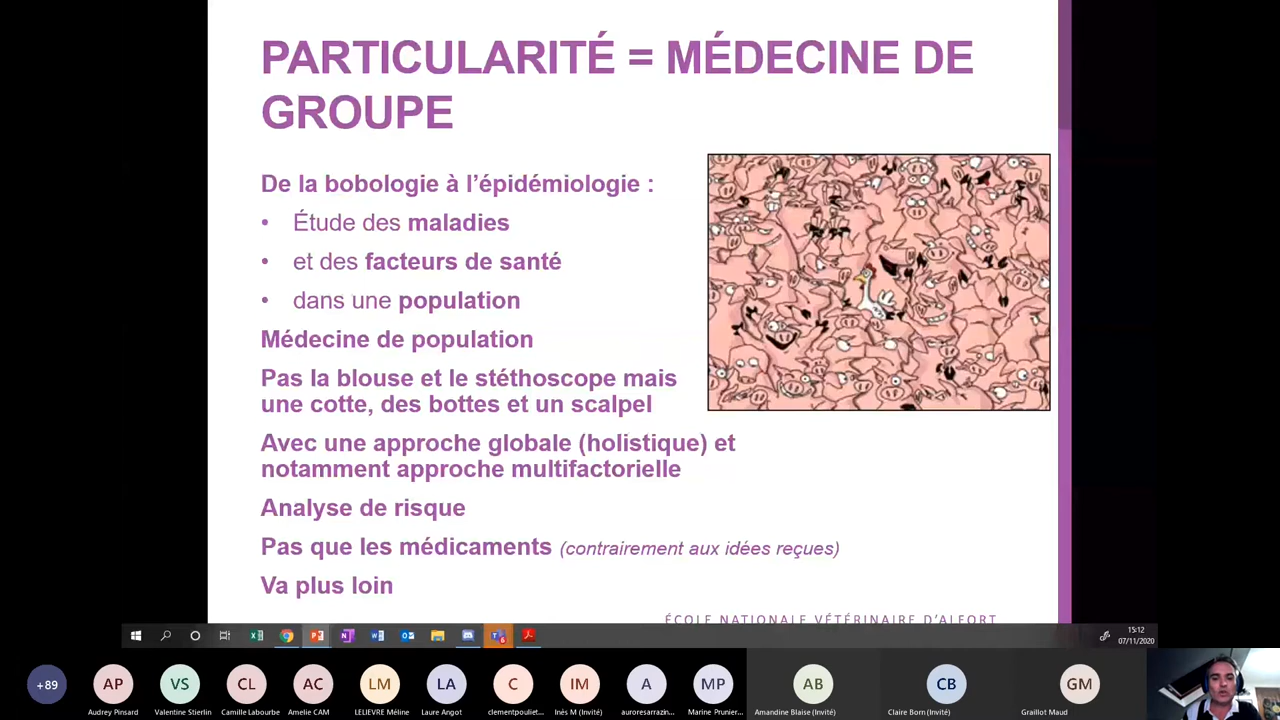 PARTICULARITÉ = MÉDECINE DE
GROUPE
De la bobologie à l’épidémiologie :
• Étude des maladies
• et des facteurs de santé
• dans une population
Médecine de population
Pas la blouse et le stéthoscope mais
une cotte, des bottes et un scalpel
Avec une approche globale (holistique) et
notamment approche multifactorielle
Analyse de risque
Pas que les médicaments (contrairement aux idées reçues)
Va plus loin
ÉCOLE NATIONALE VÉTÉRINAIRE D’ALFORT
15:12
07/11/2020
+89 AP VS CL AC LM LA C IM A MP AB CB GM
Audrey Pinsard Valentine Stierlin Camille Labourbe Amelie CAM LELIEVRE Méline Laure Angot clementpouliet... Inès M (Invité) auroresarrazin... Marine Prunier... Amandine Blaise (Invité) Claire Born (Invité) Graillot Maud